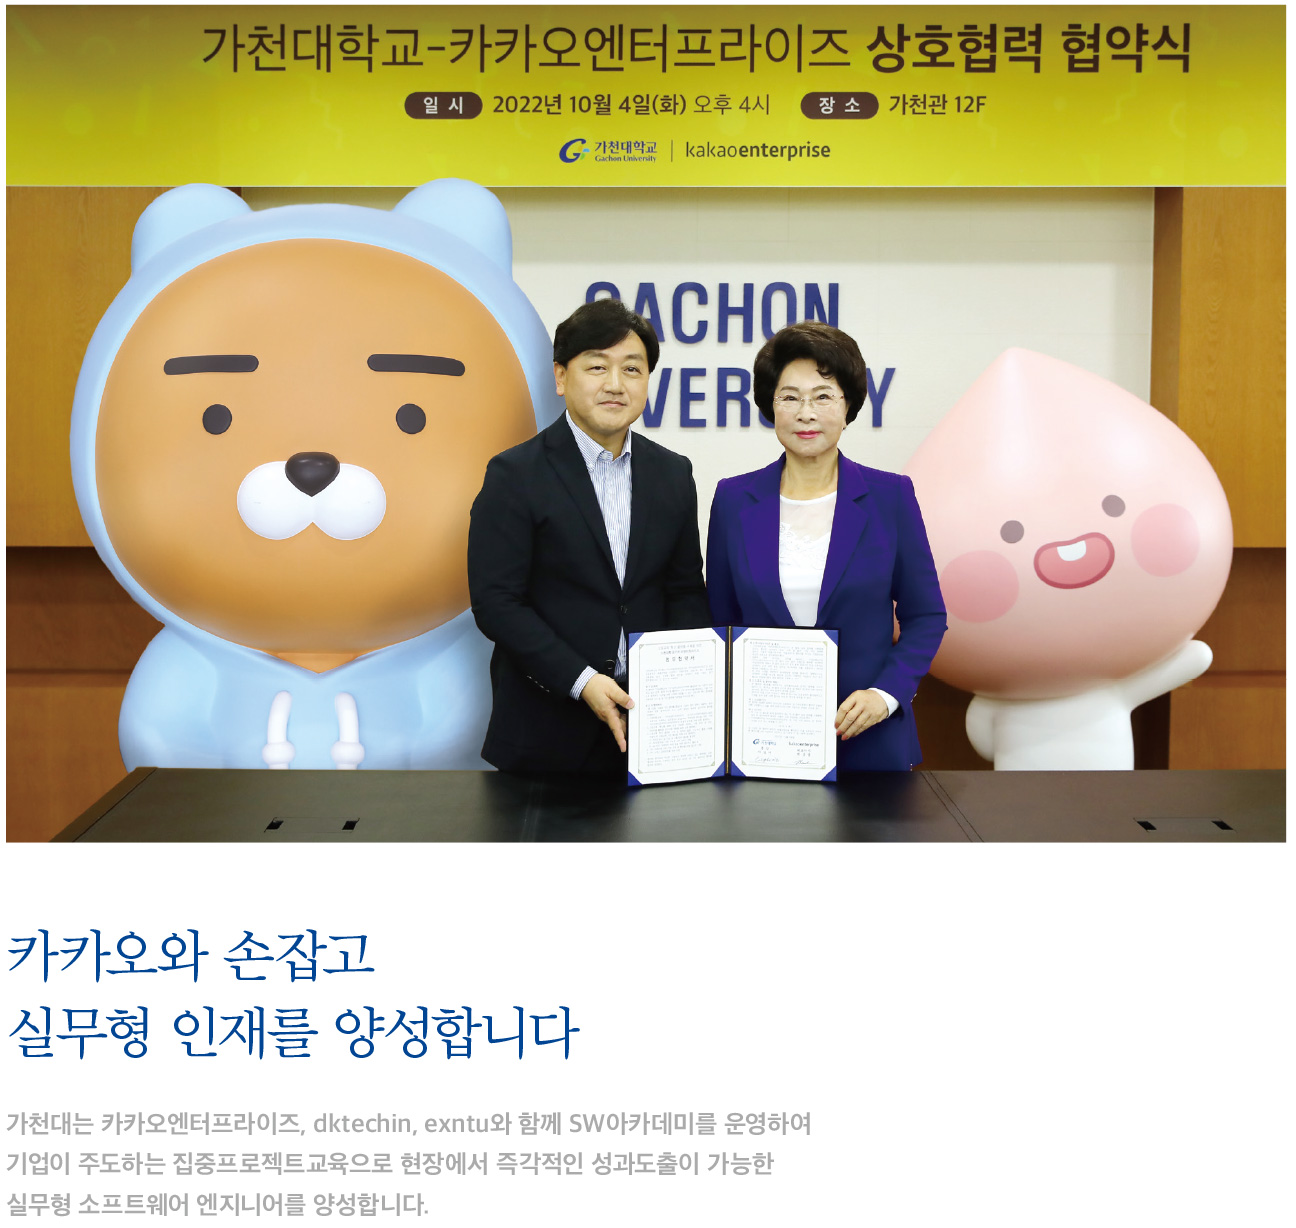 가천대학교-카카오엔터프라이즈 상호협력 협약식
일 시 2022년 10월 4일(화) 오후 4시 장 소 가천관 12F
가천대학교 Gachon University | kakaoenterprise
GACHON
VERS Y
kakaoenterprise
카카오와 손잡고
실무형 인재를 양성합니다
가천대는 카카오엔터프라이즈, dktechin, exntu와 함께 SW아카데미를 운영하여
기업이 주도하는 집중프로젝트교육으로 현장에서 즉각적인 성과도출이 가능한
실무형 소프트웨어 엔지니어를 양성합니다.